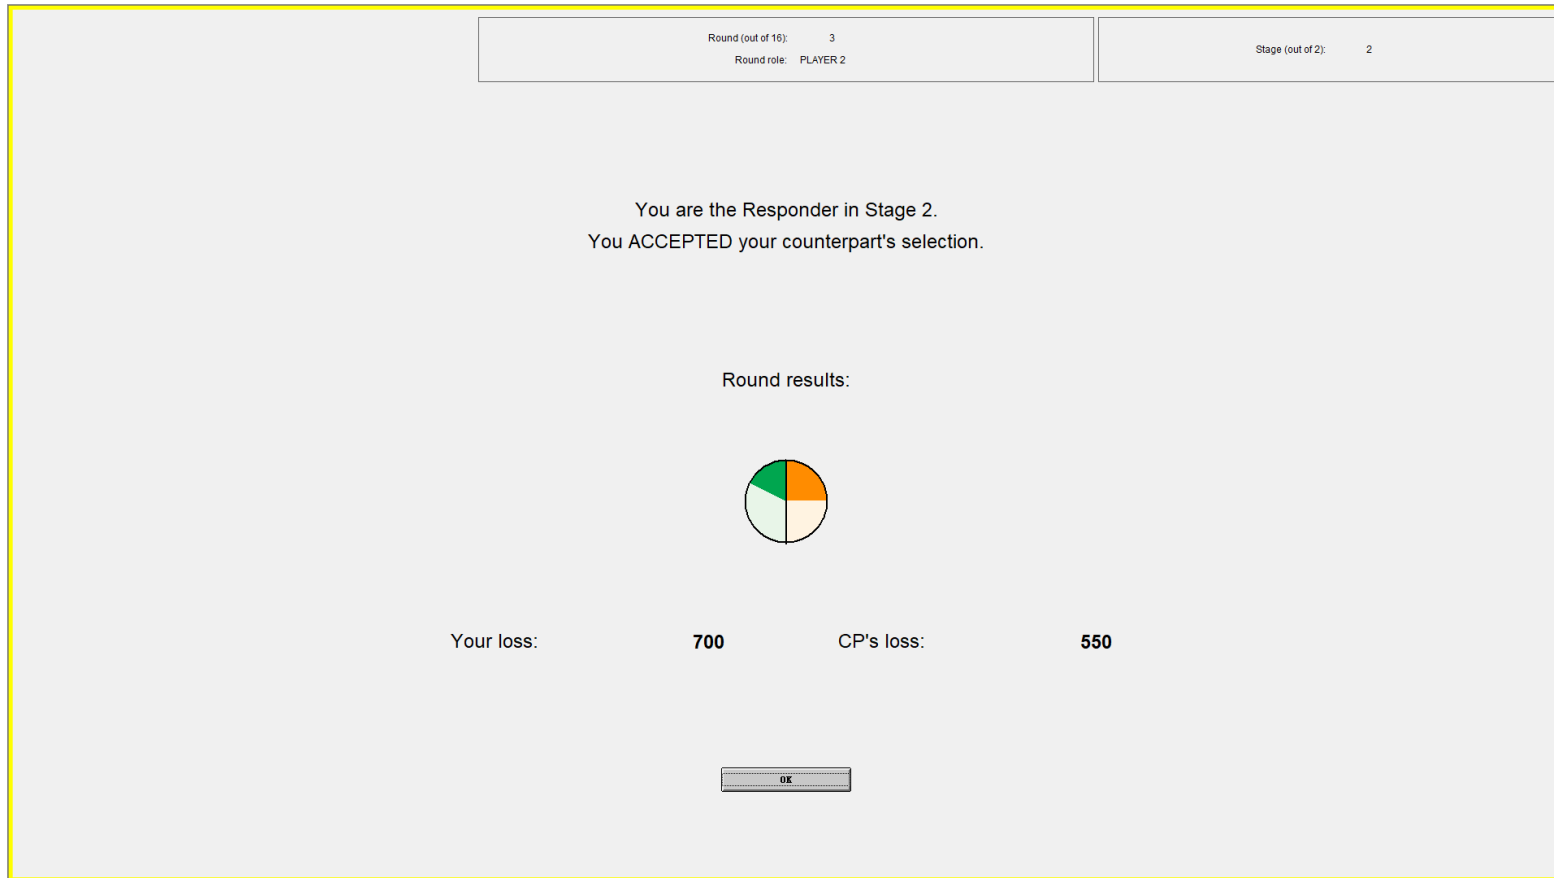 Round (out of 16): 3
Round role: PLAYER 2
Stage (out of 2): 2
You are the Responder in Stage 2.
You ACCEPTED your counterpart's selection.
Round results:
Your loss: 700 CP's loss: 550
OK